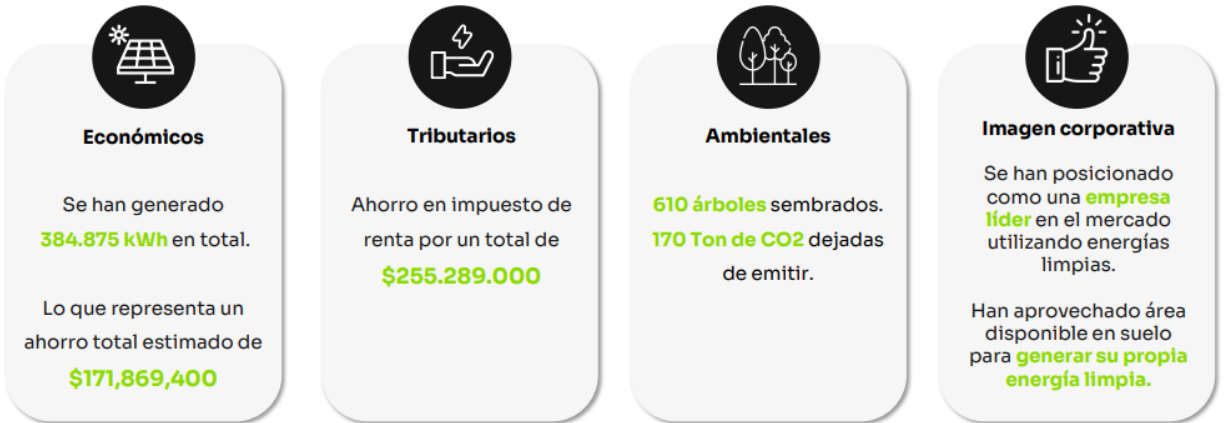 Económicos
Se han generado
384.875 kWh en total.
Lo que representa un
ahorro total estimado de
$171,869,400
Tributarios
Ahorro en impuesto de
renta por un total de
$255.289.000
Ambientales
610 árboles sembrados.
170 Ton de CO2 dejadas
de emitir.
Imagen corporativa
Se han posicionado
como una empresa
líder en el mercado
utilizando energías
limpias.
Han aprovechado área
disponible en suelo
para generar su propia
energía limpia.